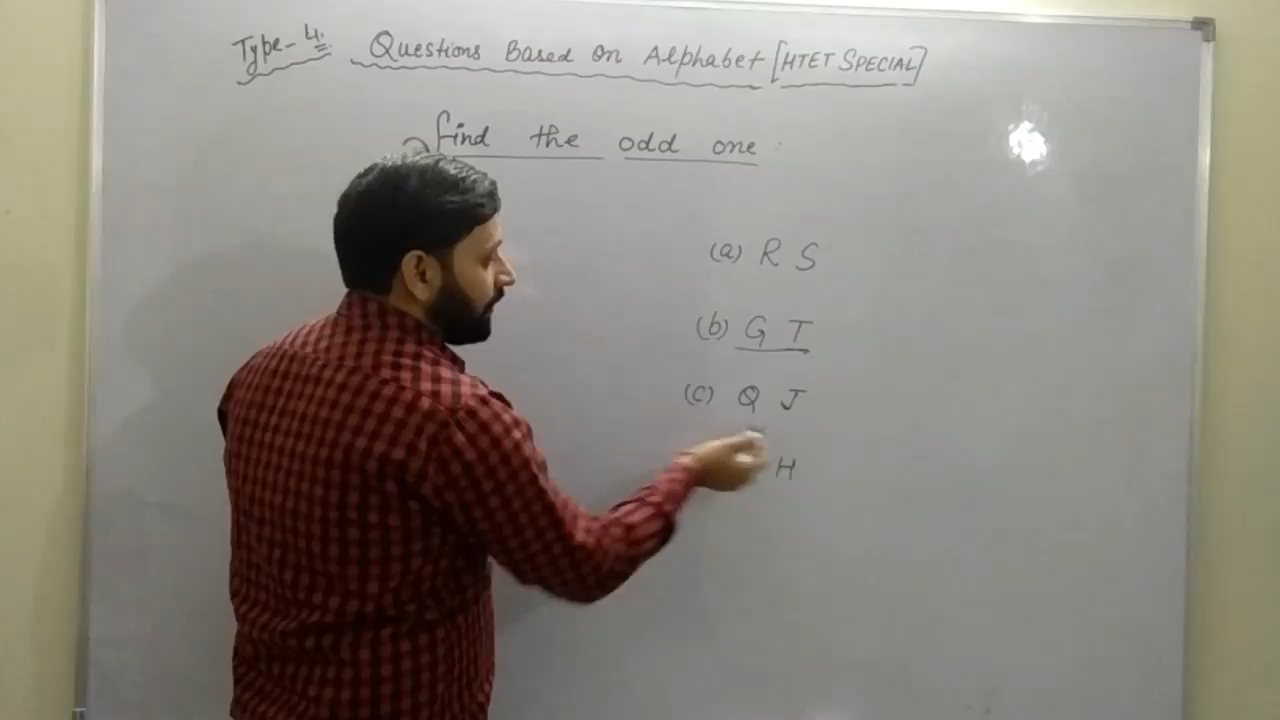 Type-4. Questions Based on Alphabet [HTET SPECIAL]
find the odd one :
(a) R S
(b) G T
(c) Q J
H